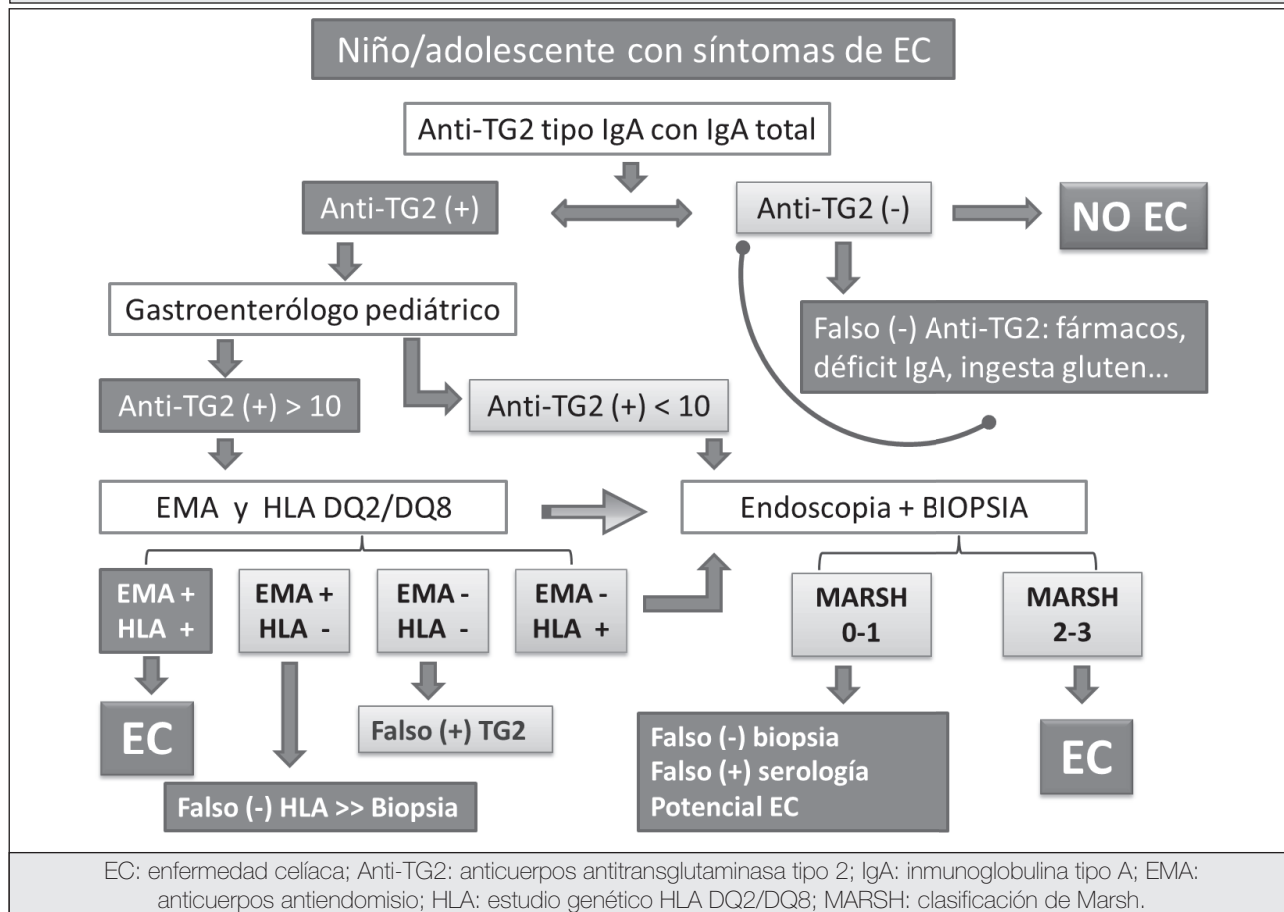 Niño/adolescente con síntomas de EC
Anti-TG2 tipo IgA con IgA total
Anti-TG2 (+)
Anti-TG2 (-)
NO EC
Gastroenterólogo pediátrico
Falso (-) Anti-TG2: fármacos,
déficit IgA, ingesta gluten...
Anti-TG2 (+) > 10
Anti-TG2 (+) < 10
EMA y HLA DQ2/DQ8
Endoscopia + BIOPSIA
EMA +
HLA +
EMA +
HLA -
EMA -
HLA -
EMA -
HLA +
MARSH
0-1
MARSH
2-3
EC
Falso (+) TG2
Falso (-) HLA >> Biopsia
Falso (-) biopsia
Falso (+) serología
Potencial EC
EC
EC: enfermedad celíaca; Anti-TG2: anticuerpos antitransglutaminasa tipo 2; IgA: inmunoglobulina tipo A; EMA:
anticuerpos antiendomisio; HLA: estudio genético HLA DQ2/DQ8; MARSH: clasificación de Marsh.